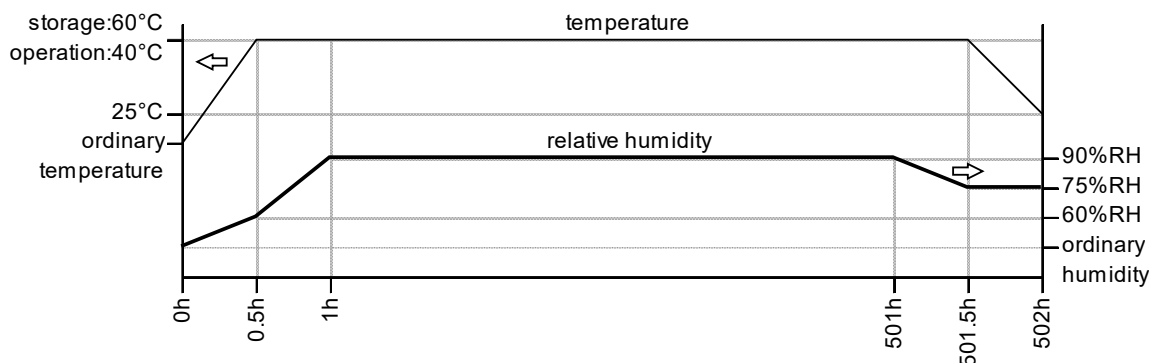 storage:60°C
operation:40°C
temperature
25°C
ordinary
temperature
relative humidity
90%RH
75%RH
60%RH
ordinary
humidity
0h
0.5h
1h
501h
501.5h
502h